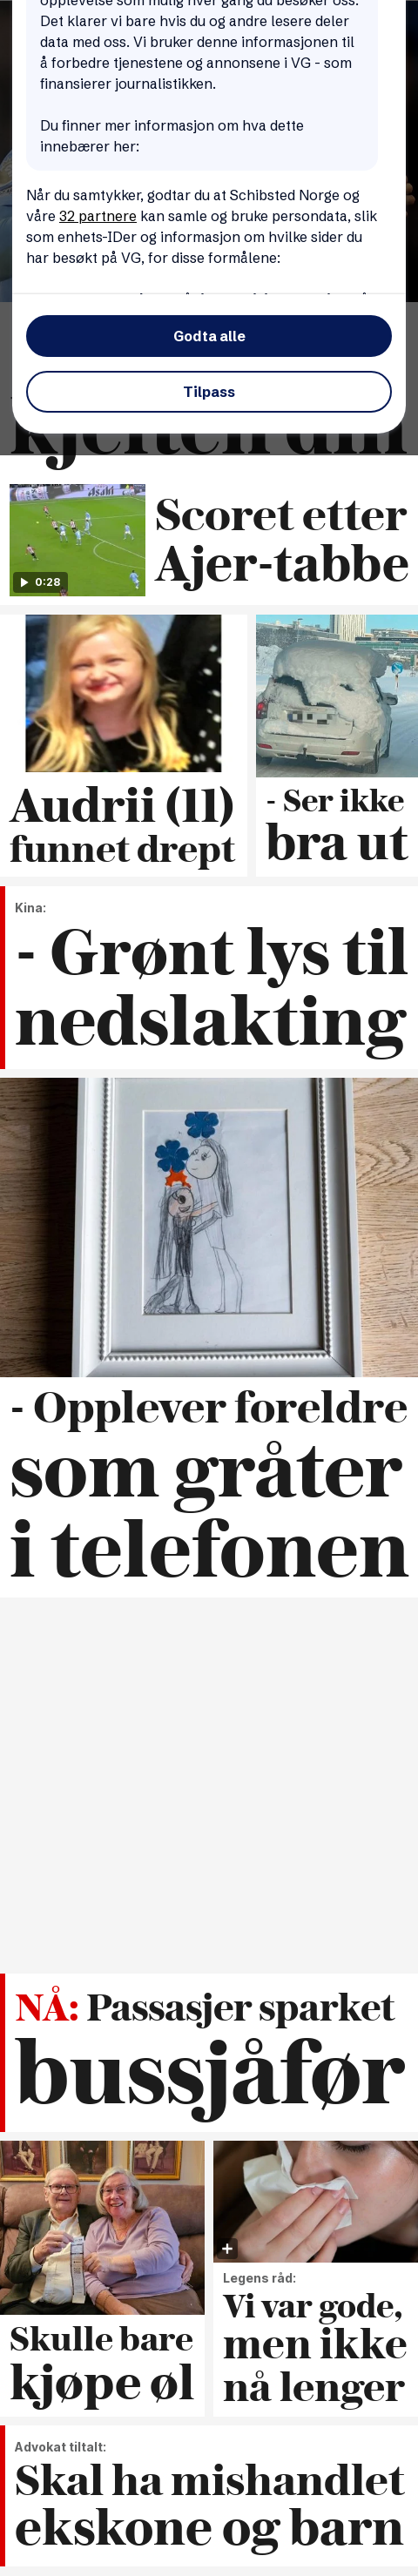 opplevelse som mulig hver gang du besøker oss.
Det klarer vi bare hvis du og andre lesere deler
data med oss. Vi bruker denne informasjonen til
å forbedre tjenestene og annonsene i VG - som
finansierer journalistikken.
Du finner mer informasjon om hva dette
innebærer her:
Når du samtykker, godtar du at Schibsted Norge og
våre 32 partnere kan samle og bruke persondata, slik
som enhets-IDer og informasjon om hvilke sider du
har besøkt på VG, for disse formålene:
Godta alle
Tilpass
Scoret etter
Ajer-tabbe
0:28
Audrii (11)
funnet drept
- Ser ikke
bra ut
Kina:
- Grønt lys til
nedslakting
- Opplever foreldre
som gråter
i telefonen
NÅ: Passasjer sparket
bussjåfør
Skulle bare
kjøpe øl
Legens råd:
Vi var gode,
men ikke
nå lenger
Advokat tiltalt:
Skal ha mishandlet
ekskone og barn